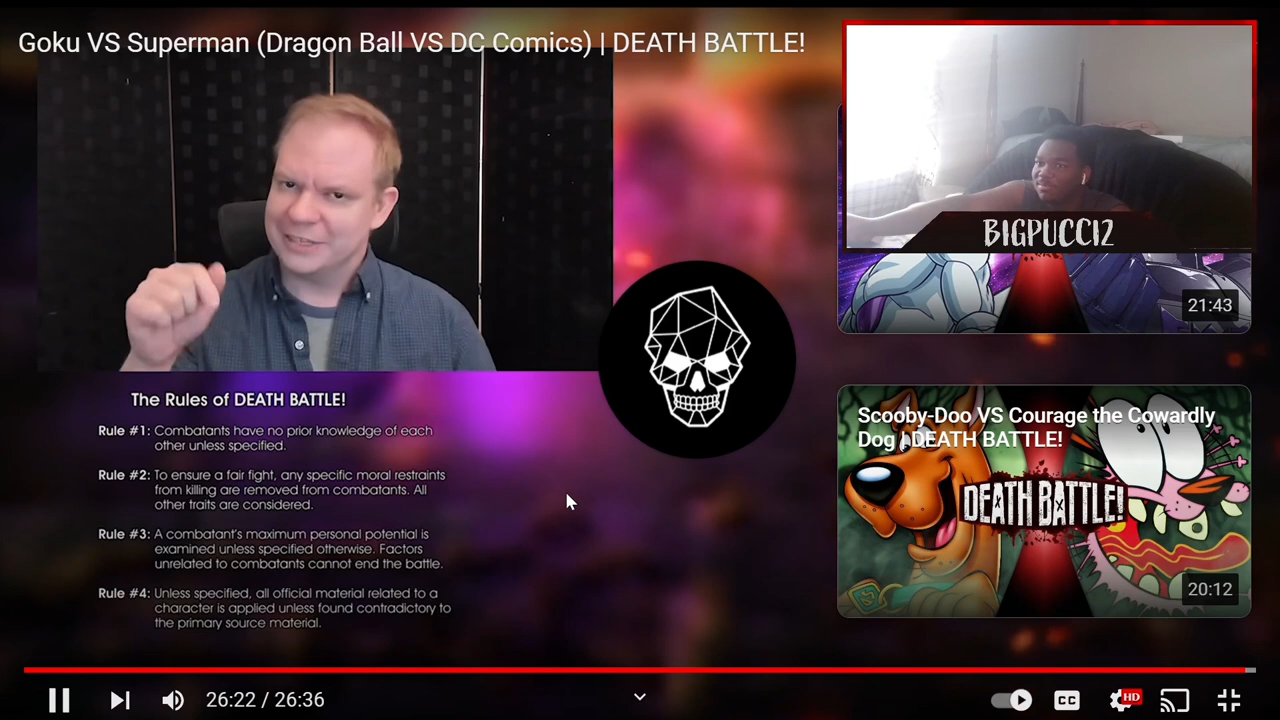 Goku VS Superman (Dragon Ball VS DC Comics) | DEATH BATTLE!
BIGPUCCI2
21:43
The Rules of DEATH BATTLE!
Rule #1: Combatants have no prior knowledge of each
other unless specified.
Rule #2: To ensure a fair fight, any specific moral restraints
from killing are removed from combatants. All
other traits are considered.
Rule #3: A combatant's maximum personal potential is
examined unless specified otherwise. Factors
unrelated to combatants cannot end the battle.
Rule #4: Unless specified, all official material related to a
character is applied unless found contradictory to
the primary source material.
Scooby-Doo VS Courage the Cowardly
Dog | DEATH BATTLE!
DEATH BATTLE!
20:12
26:22 / 26:36
CC
HD